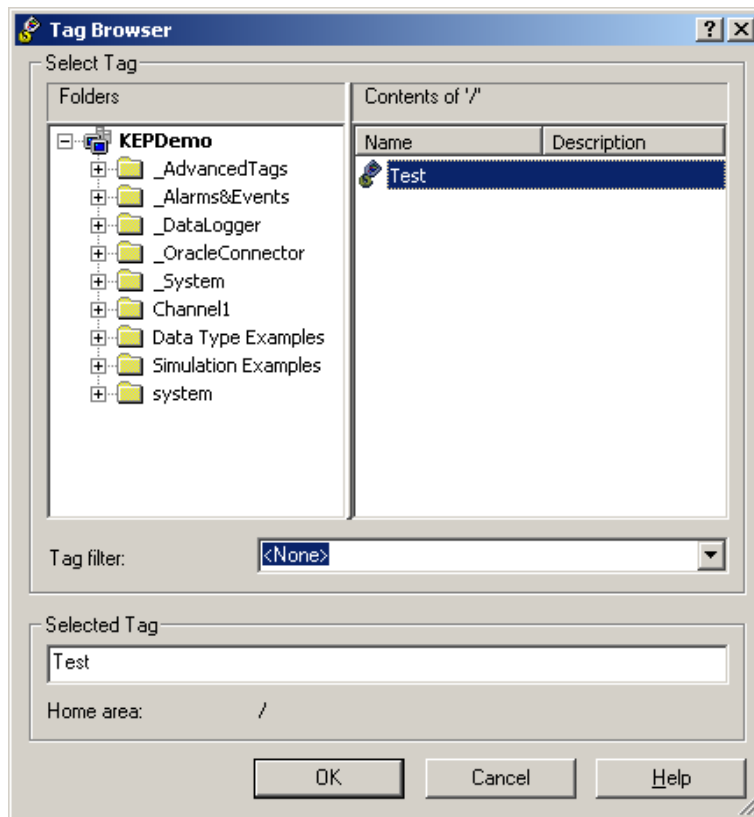 Tag Browser
Select Tag
Folders
Contents of '/'
KEPDemo
_AdvancedTags
_Alarms&Events
_DataLogger
_OracleConnector
_System
Channel1
Data Type Examples
Simulation Examples
system
Name Description
Test
Tag filter: <None>
Selected Tag
Test
Home area: /
OK Cancel Help